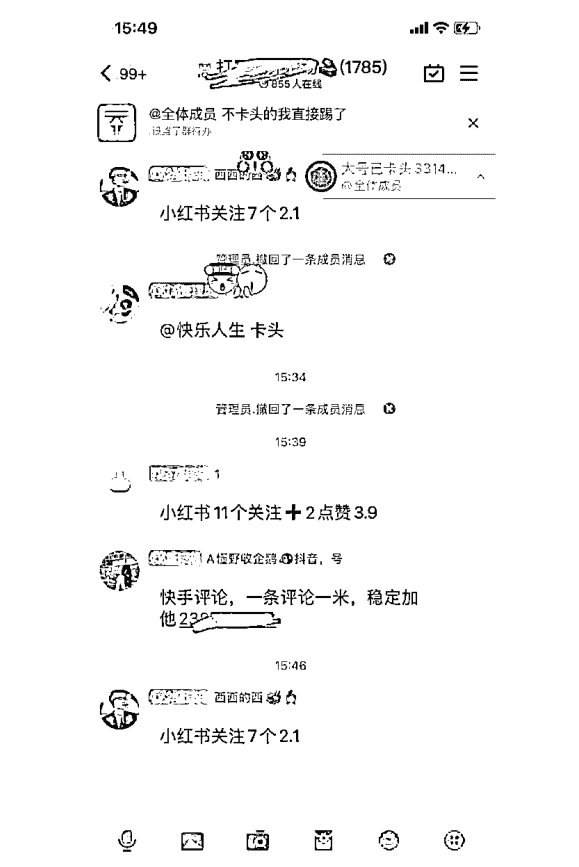 15:49
99+
(1785)
855人在线
@全体成员 不卡头的我直接踢了
西西的西
大号已卡头 3314...
@全体成员
小红书关注7个2.1
管理员.撤回了一条成员消息
@快乐人生 卡头
15:34
管理员.撤回了一条成员消息
15:39
1
小红书11个关注➕2点赞3.9
抖音，号
快手评论，一条评论一米，稳定加
他
15:46
西西的西
小红书关注7个2.1